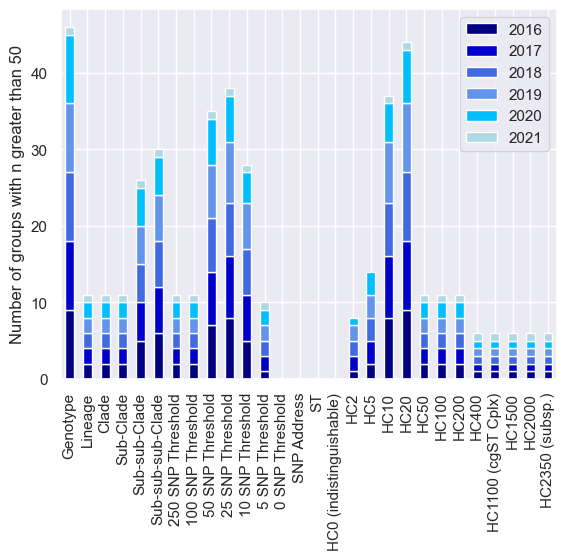 Number of groups with n greater than 50
40
30
20
10
0
2016
2017
2018
2019
2020
2021
Genotype
Lineage
Clade
Sub-Clade
Sub-sub-Clade
Sub-sub-sub-Clade
250 SNP Threshold
100 SNP Threshold
50 SNP Threshold
25 SNP Threshold
10 SNP Threshold
5 SNP Threshold
0 SNP Threshold
SNP Address
ST
HC0 (indistinguishable)
HC2
HC5
HC10
HC20
HC50
HC100
HC200
HC400
HC1100 (cgST Cplx)
HC1500
HC2000
HC2350 (subsp.)